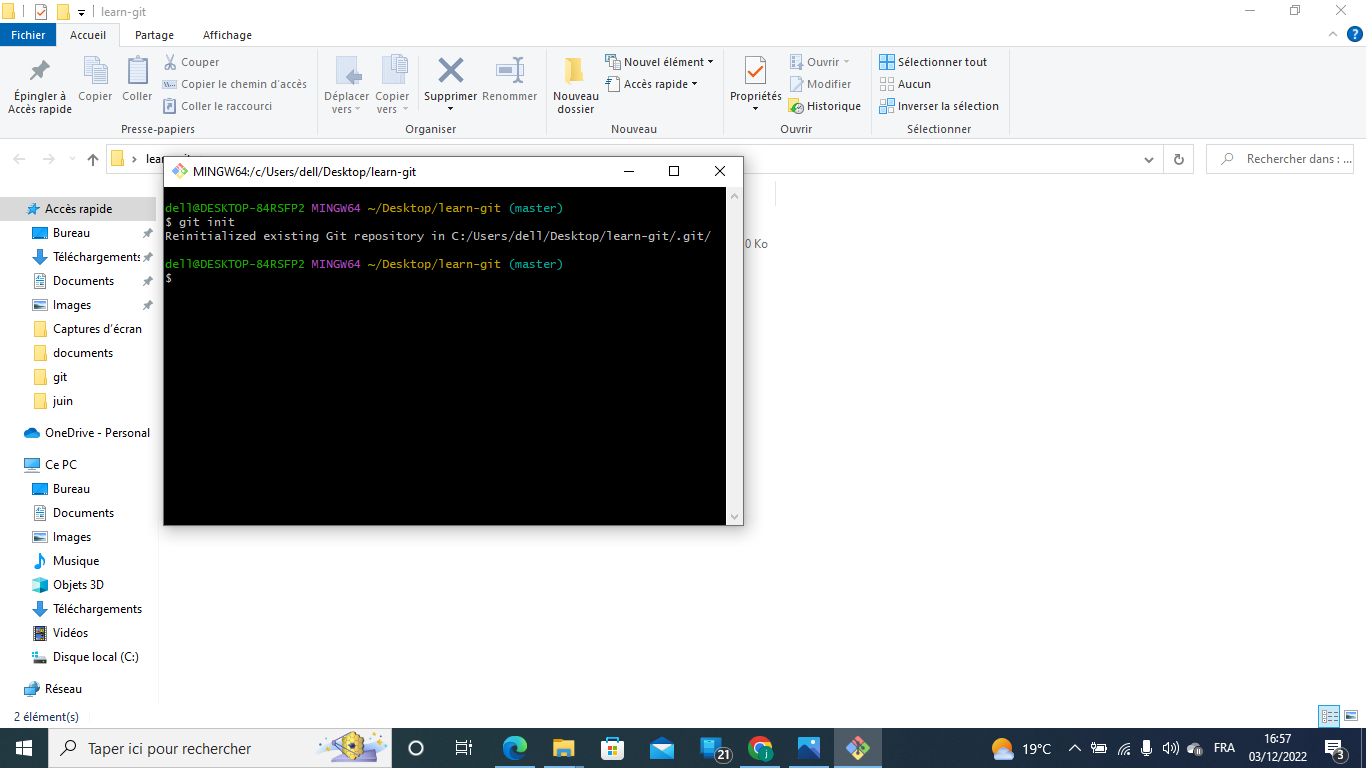 learn-git
Fichier Accueil Partage Affichage
Épingler à Accès rapide
Copier
Coller
Couper
Copier le chemin d'accès
Coller le raccourci
Presse-papiers
Déplacer vers
Copier vers
Supprimer
Renommer
Organiser
Nouveau dossier
Nouvel élément
Accès rapide
Nouveau
Propriétés
Ouvrir
Modifier
Historique
Ouvrir
Sélectionner tout
Aucun
Inverser la sélection
Sélectionner
Rechercher dans : ...
MINGW64:/c/Users/dell/Desktop/learn-git
dell@DESKTOP-84RSFP2 MINGW64 ~/Desktop/learn-git (master)
$ git init
Reinitialized existing Git repository in C:/Users/dell/Desktop/learn-git/.git/
dell@DESKTOP-84RSFP2 MINGW64 ~/Desktop/learn-git (master)
$
0 Ko
Accès rapide
Bureau
Téléchargements
Documents
Images
Captures d'écran
documents
git
juin
OneDrive - Personal
Ce PC
Bureau
Documents
Images
Musique
Objets 3D
Téléchargements
Vidéos
Disque local (C:)
Réseau
2 élément(s)
Taper ici pour rechercher
21
19°C
FRA
16:57
03/12/2022
3